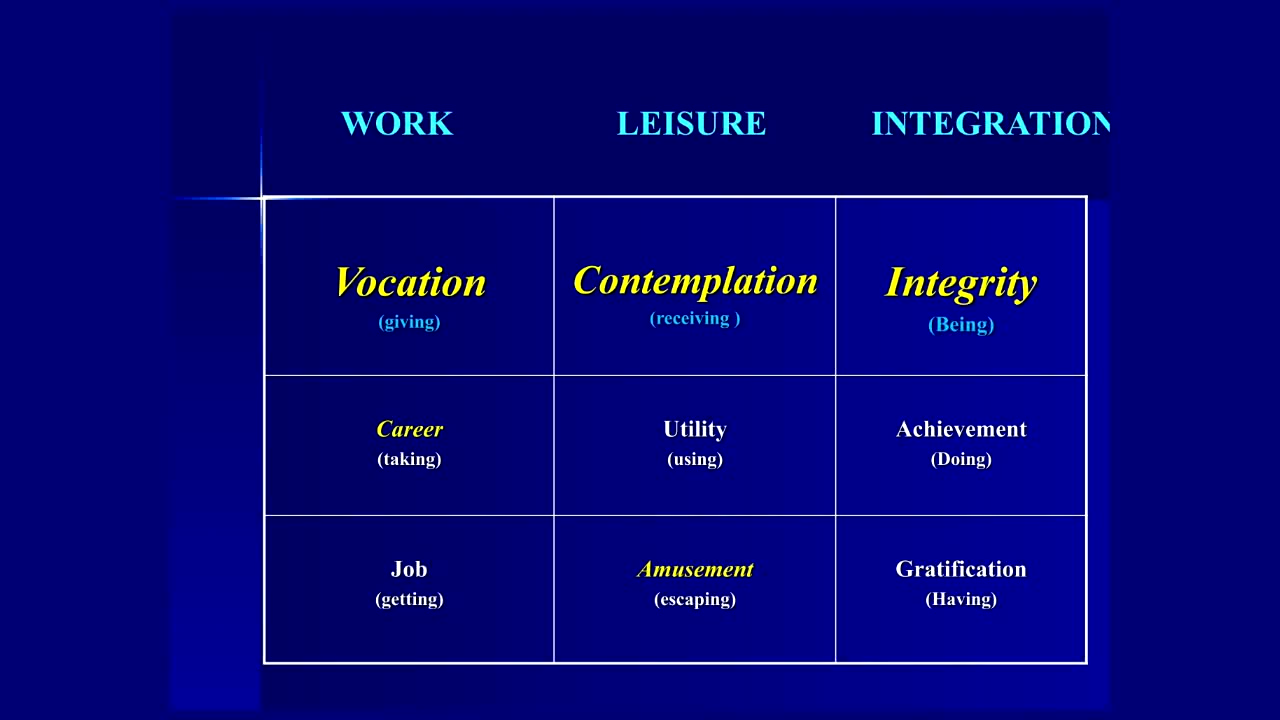 WORK LEISURE INTEGRATION
Vocation Contemplation Integrity
(giving) (receiving ) (Being)
Career Utility Achievement
(taking) (using) (Doing)
Job Amusement Gratification
(getting) (escaping) (Having)